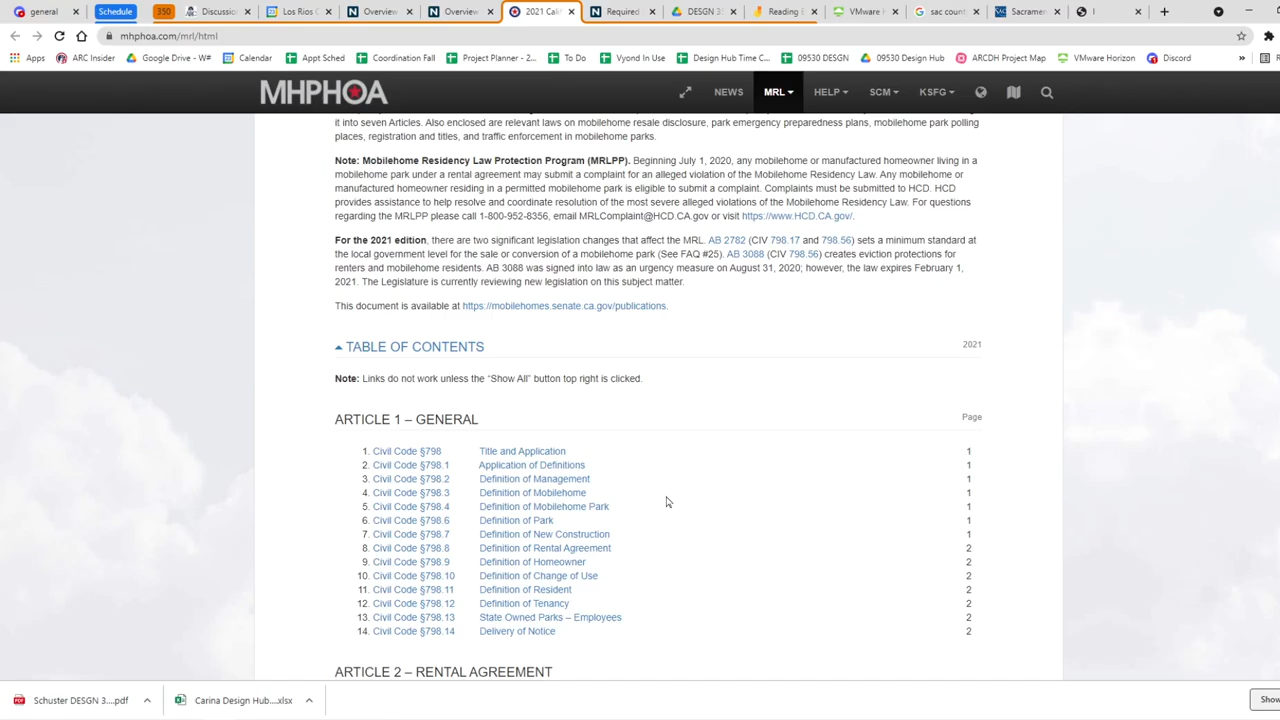 general
Schedule
350
Discussion
Los Rios C
Overview
Overview
2021 Cali
Required
DESGN 3
Reading
VMware
sac count
Sacramen
mhphoa.com/mrl/html
Apps
ARC Insider
Google Drive - W#
Calendar
Appt Sched
Coordination Fall
Project Planner - 2...
To Do
Vyond In Use
Design Hub Time C...
09530 DESGN
09530 Design Hub
ARCDH Project Map
VMware Horizon
Discord
»
MHPHOA
NEWS
MRL
HELP
SCM
KSFG
it into seven Articles. Also enclosed are relevant laws on mobilehome resale disclosure, park emergency preparedness plans, mobilehome park polling
places, registration and titles, and traffic enforcement in mobilehome parks.
Note: Mobilehome Residency Law Protection Program (MRLPP). Beginning July 1, 2020, any mobilehome or manufactured homeowner living in a
mobilehome park under a rental agreement may submit a complaint for an alleged violation of the Mobilehome Residency Law. Any mobilehome or
manufactured homeowner residing in a permitted mobilehome park is eligible to submit a complaint. Complaints must be submitted to HCD. HCD
provides assistance to help resolve and coordinate resolution of the most severe alleged violations of the Mobilehome Residency Law. For questions
regarding the MRLPP please call 1-800-952-8356, email MRLComplaint@HCD.CA.gov or visit https://www.HCD.CA.gov/.
For the 2021 edition, there are two significant legislation changes that affect the MRL. AB 2782 (CIV 798.17 and 798.56) sets a minimum standard at
the local government level for the sale or conversion of a mobilehome park (See FAQ #25). AB 3088 (CIV 798.56) creates eviction protections for
renters and mobilehome residents. AB 3088 was signed into law as an urgency measure on August 31, 2020; however, the law expires February 1,
2021. The Legislature is currently reviewing new legislation on this subject matter.
This document is available at https://mobilehomes.senate.ca.gov/publications.
TABLE OF CONTENTS 2021
Note: Links do not work unless the “Show All” button top right is clicked.
ARTICLE 1 – GENERAL Page
1. Civil Code §798 Title and Application 1
2. Civil Code §798.1 Application of Definitions 1
3. Civil Code §798.2 Definition of Management 1
4. Civil Code §798.3 Definition of Mobilehome 1
5. Civil Code §798.4 Definition of Mobilehome Park 1
6. Civil Code §798.6 Definition of Park 1
7. Civil Code §798.7 Definition of New Construction 1
8. Civil Code §798.8 Definition of Rental Agreement 2
9. Civil Code §798.9 Definition of Homeowner 2
10. Civil Code §798.10 Definition of Change of Use 2
11. Civil Code §798.11 Definition of Resident 2
12. Civil Code §798.12 Definition of Tenancy 2
13. Civil Code §798.13 State Owned Parks – Employees 2
14. Civil Code §798.14 Delivery of Notice 2
ARTICLE 2 – RENTAL AGREEMENT
Schuster DESGN 3....pdf
Carina Design Hub....xlsx
Show